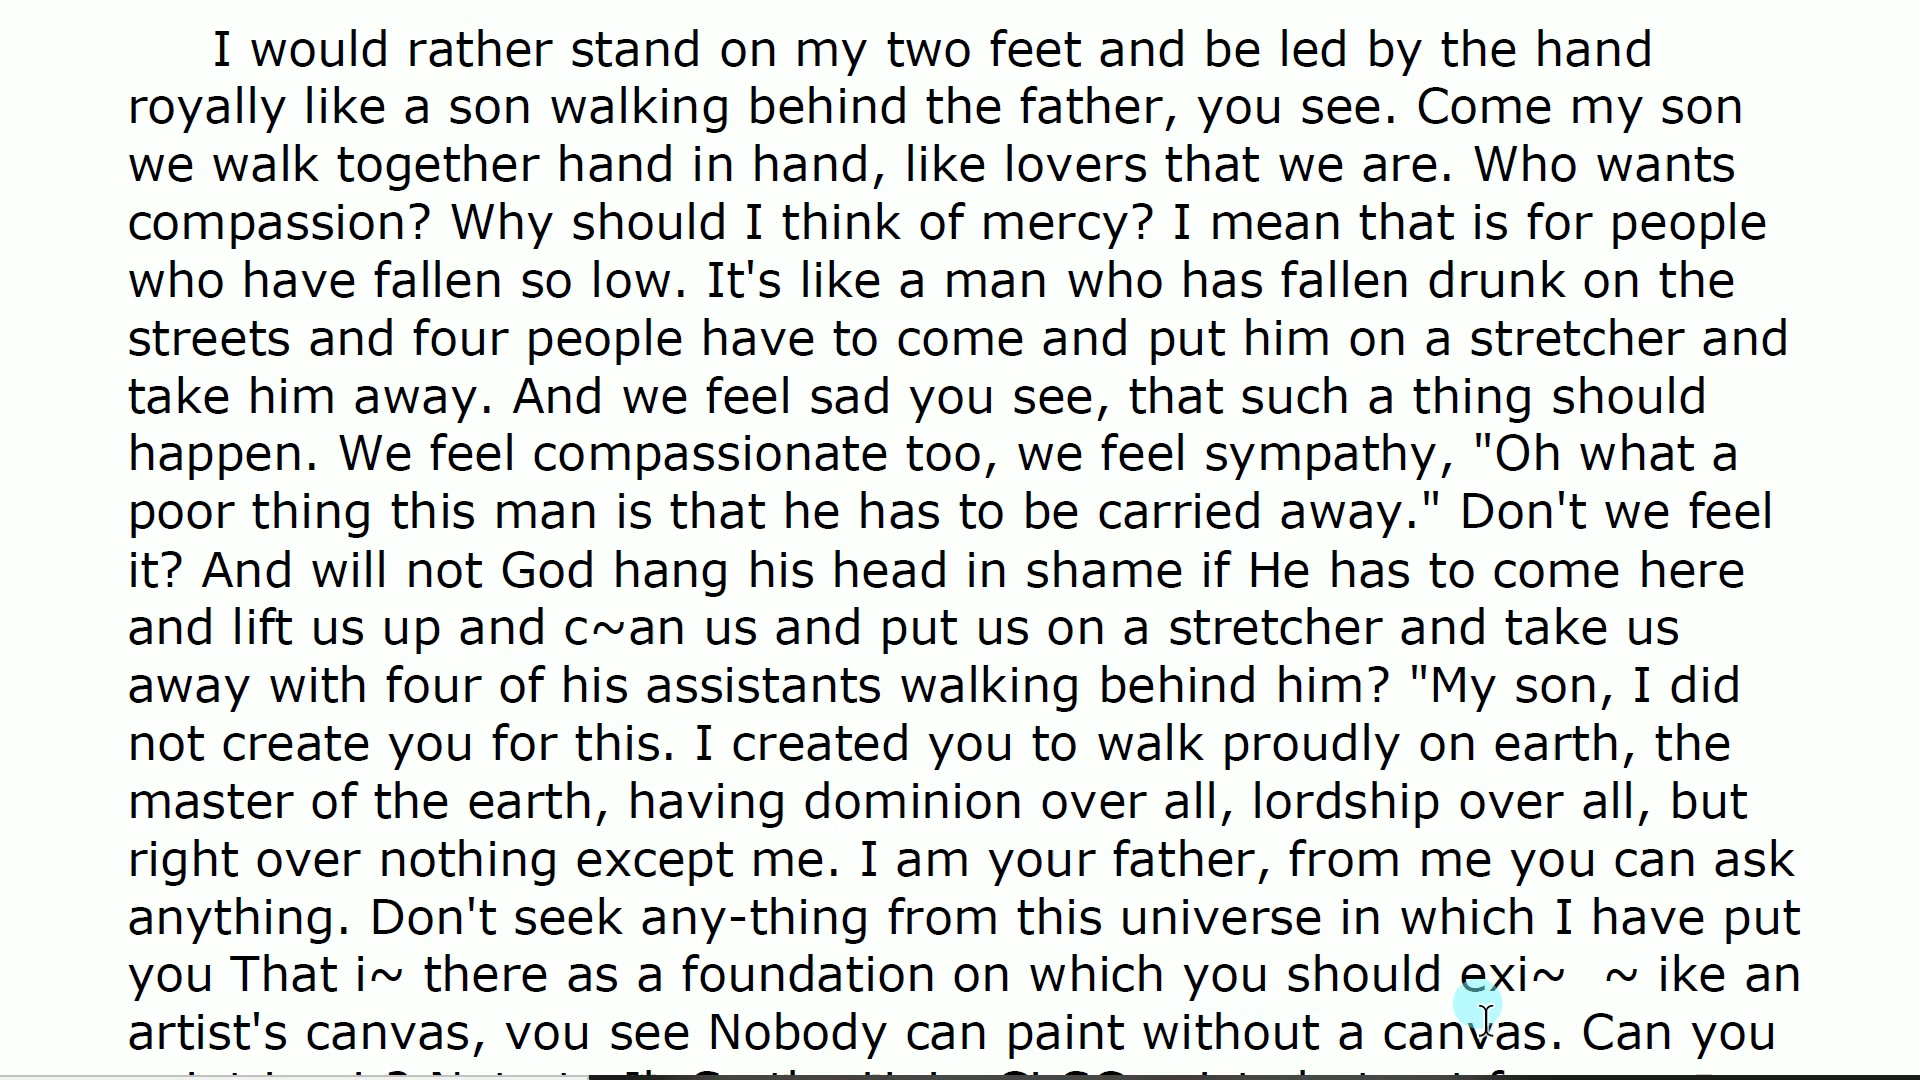 I would rather stand on my two feet and be led by the hand
royally like a son walking behind the father, you see. Come my son
we walk together hand in hand, like lovers that we are. Who wants
compassion? Why should I think of mercy? I mean that is for people
who have fallen so low. It's like a man who has fallen drunk on the
streets and four people have to come and put him on a stretcher and
take him away. And we feel sad you see, that such a thing should
happen. We feel compassionate too, we feel sympathy, "Oh what a
poor thing this man is that he has to be carried away." Don't we feel
it? And will not God hang his head in shame if He has to come here
and lift us up and c~an us and put us on a stretcher and take us
away with four of his assistants walking behind him? "My son, I did
not create you for this. I created you to walk proudly on earth, the
master of the earth, having dominion over all, lordship over all, but
right over nothing except me. I am your father, from me you can ask
anything. Don't seek any-thing from this universe in which I have put
you That i~ there as a foundation on which you should exi~ ~ ike an
artist's canvas, vou see Nobody can paint without a canvas. Can you